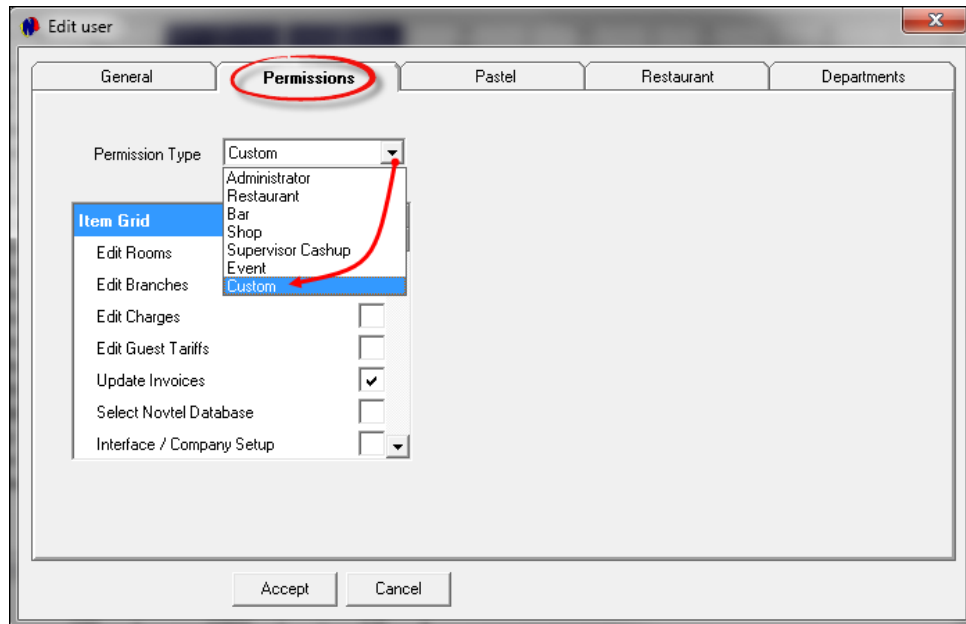 Edit user
General Permissions Pastel Restaurant Departments
Permission Type Custom
Administrator
Restaurant
Bar
Shop
Supervisor Cashup
Event
Custom
Item Grid
Edit Rooms
Edit Branches
Edit Charges
Edit Guest Tariffs
Update Invoices
Select Novtel Database
Interface / Company Setup
Accept Cancel